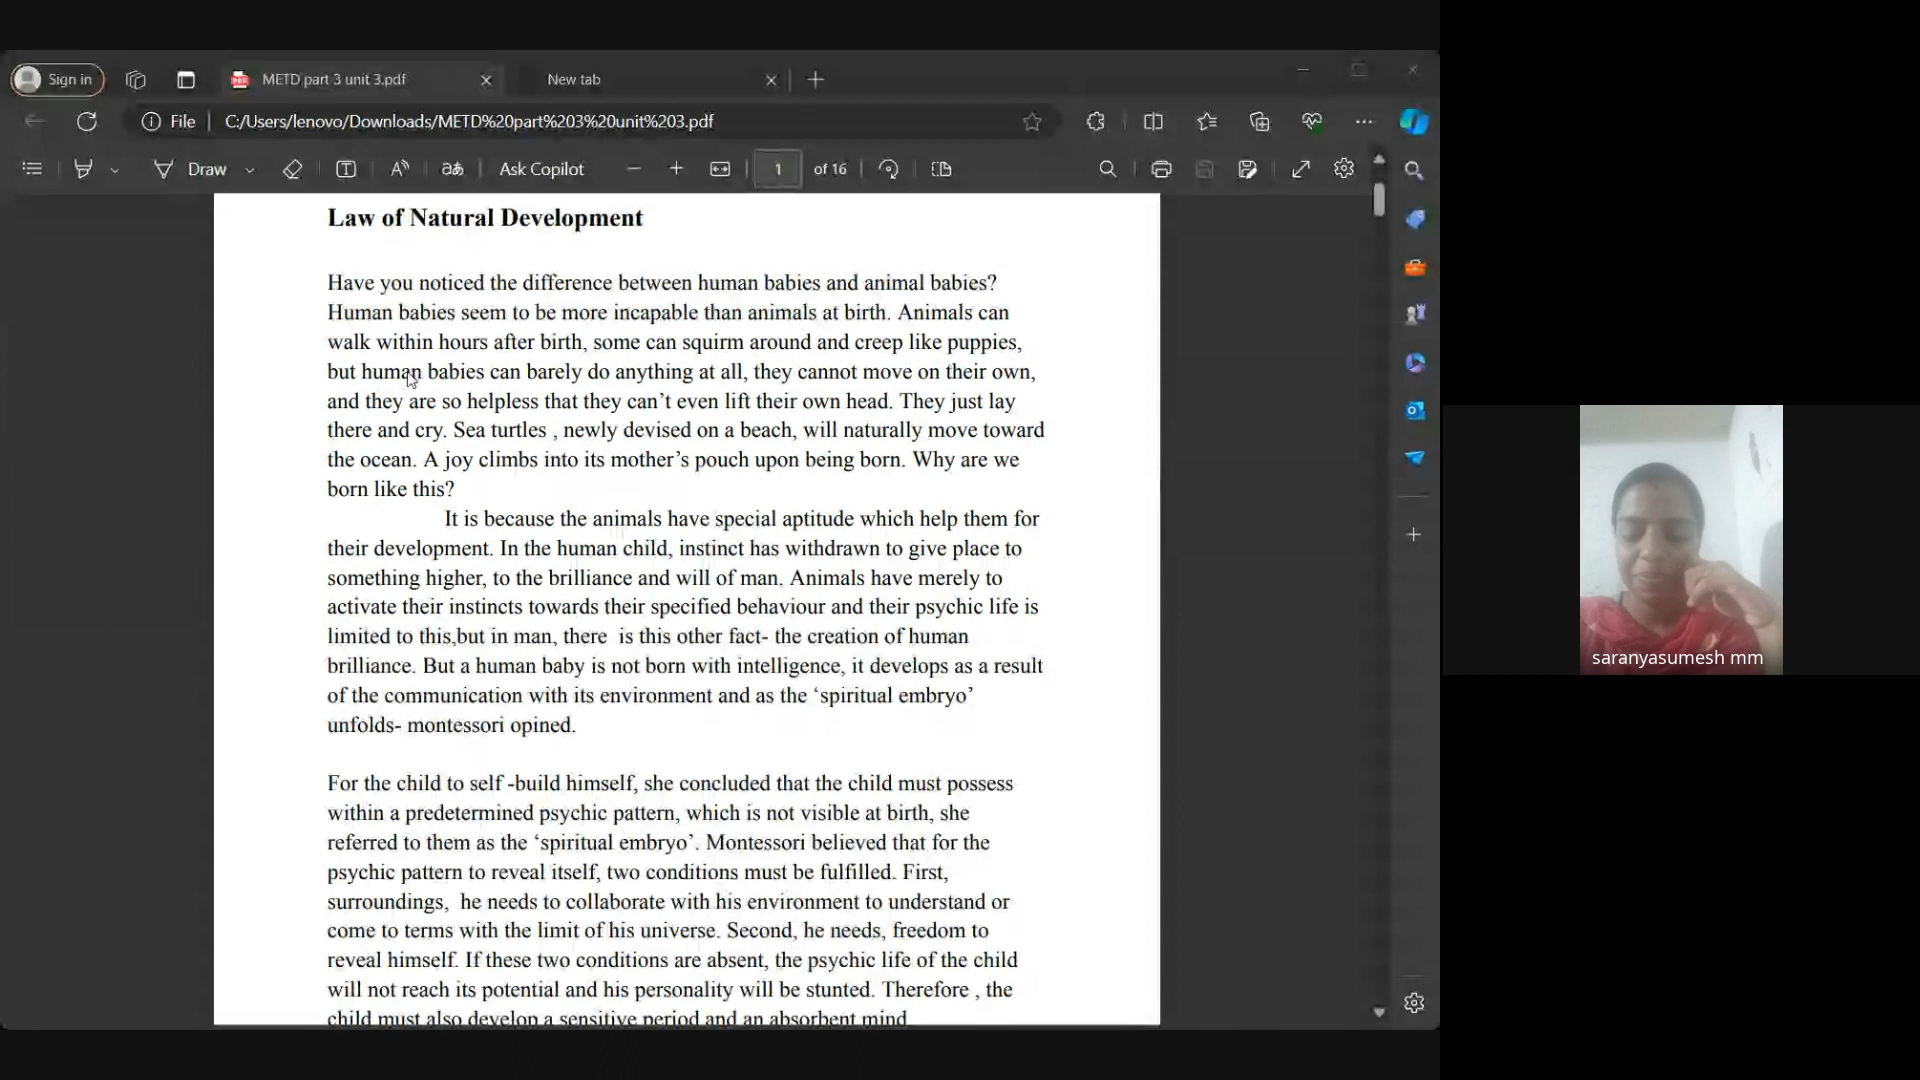 Sign in
METD part 3 unit 3.pdf
New tab
File
C:/Users/lenovo/Downloads/METD%20part%203%20unit%203.pdf
Draw
Ask Copilot
1 of 16
Law of Natural Development
Have you noticed the difference between human babies and animal babies?
Human babies seem to be more incapable than animals at birth. Animals can
walk within hours after birth, some can squirm around and creep like puppies,
but human babies can barely do anything at all, they cannot move on their own,
and they are so helpless that they can’t even lift their own head. They just lay
there and cry. Sea turtles , newly devised on a beach, will naturally move toward
the ocean. A joy climbs into its mother’s pouch upon being born. Why are we
born like this?
It is because the animals have special aptitude which help them for
their development. In the human child, instinct has withdrawn to give place to
something higher, to the brilliance and will of man. Animals have merely to
activate their instincts towards their specified behaviour and their psychic life is
limited to this,but in man, there  is this other fact- the creation of human
brilliance. But a human baby is not born with intelligence, it develops as a result
of the communication with its environment and as the ‘spiritual embryo’
unfolds- montessori opined.
For the child to self -build himself, she concluded that the child must possess
within a predetermined psychic pattern, which is not visible at birth, she
referred to them as the ‘spiritual embryo’. Montessori believed that for the
psychic pattern to reveal itself, two conditions must be fulfilled. First,
surroundings,  he needs to collaborate with his environment to understand or
come to terms with the limit of his universe. Second, he needs, freedom to
reveal himself. If these two conditions are absent, the psychic life of the child
will not reach its potential and his personality will be stunted. Therefore , the
child must also develop a sensitive period and an absorbent mind
saranyasumesh mm